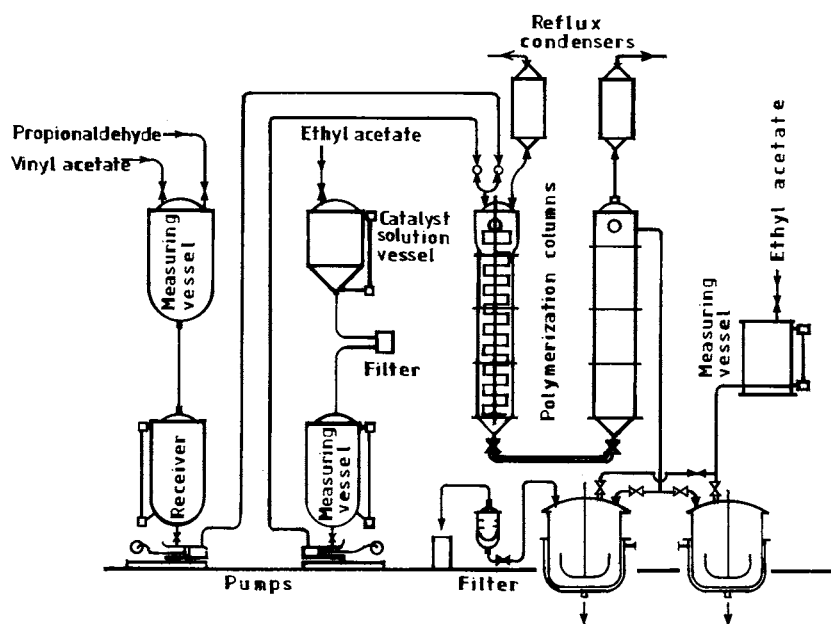 Reflux
condensers
Propionaldehyde
Vinyl acetate
Ethyl acetate
Catalyst
solution
vessel
Measuring
vessel
Filter
Receiver
Measuring
vessel
Polymerization columns
Measuring
vessel
Ethyl acetate
Pumps
Filter